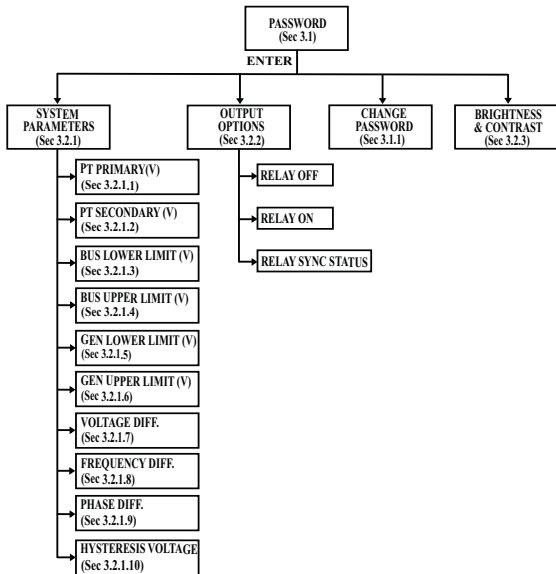 PASSWORD
(Sec 3.1)
ENTER
SYSTEM
PARAMETERS
(Sec 3.2.1)
OUTPUT
OPTIONS
(Sec 3.2.2)
CHANGE
PASSWORD
(Sec 3.1.1)
BRIGHTNESS
& CONTRAST
(Sec 3.2.3)
PT PRIMARY(V)
(Sec 3.2.1.1)
PT SECONDARY (V)
(Sec 3.2.1.2)
BUS LOWER LIMIT (V)
(Sec 3.2.1.3)
BUS UPPER LIMIT (V)
(Sec 3.2.1.4)
GEN LOWER LIMIT (V)
(Sec 3.2.1.5)
GEN UPPER LIMIT (V)
(Sec 3.2.1.6)
VOLTAGE DIFF.
(Sec 3.2.1.7)
FREQUENCY DIFF.
(Sec 3.2.1.8)
PHASE DIFF.
(Sec 3.2.1.9)
HYSTERESIS VOLTAGE
(Sec 3.2.1.10)
RELAY OFF
RELAY ON
RELAY SYNC STATUS